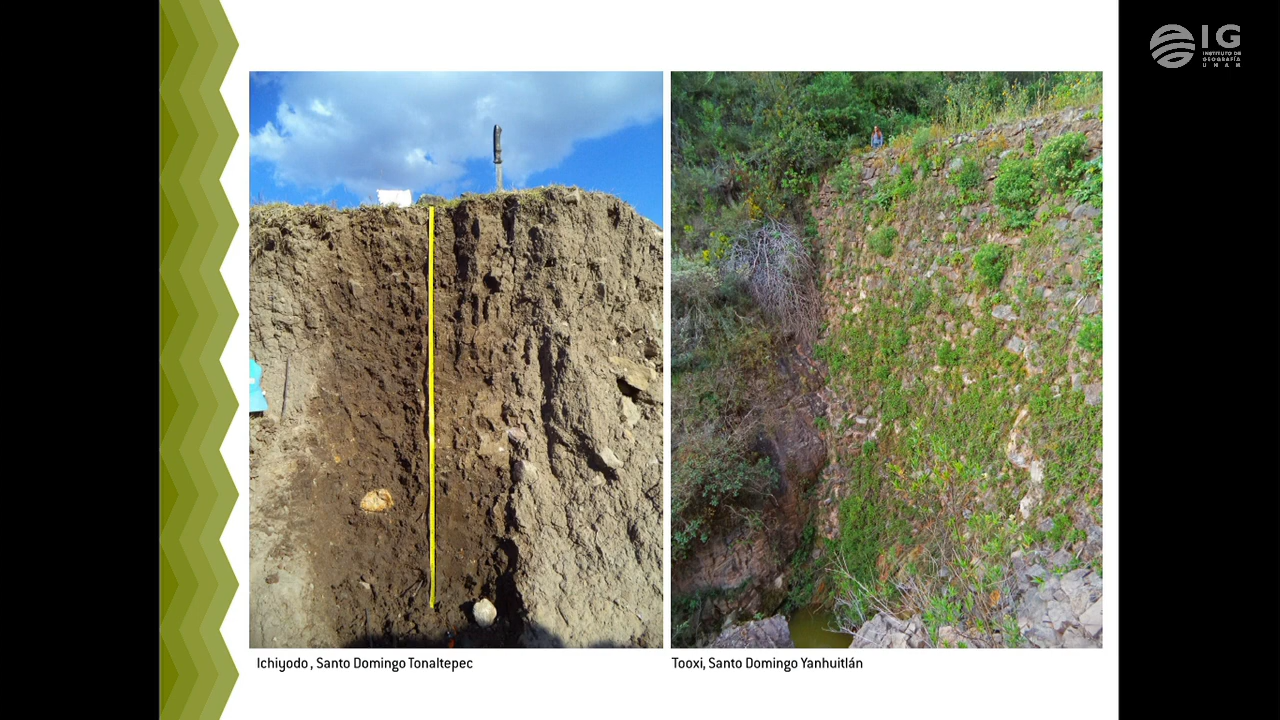 IG
INSTITUTO DE
GEOGRAFÍA
UNAM
Ichiyodo , Santo Domingo Tonaltepec
Tooxi, Santo Domingo Yanhuitlán